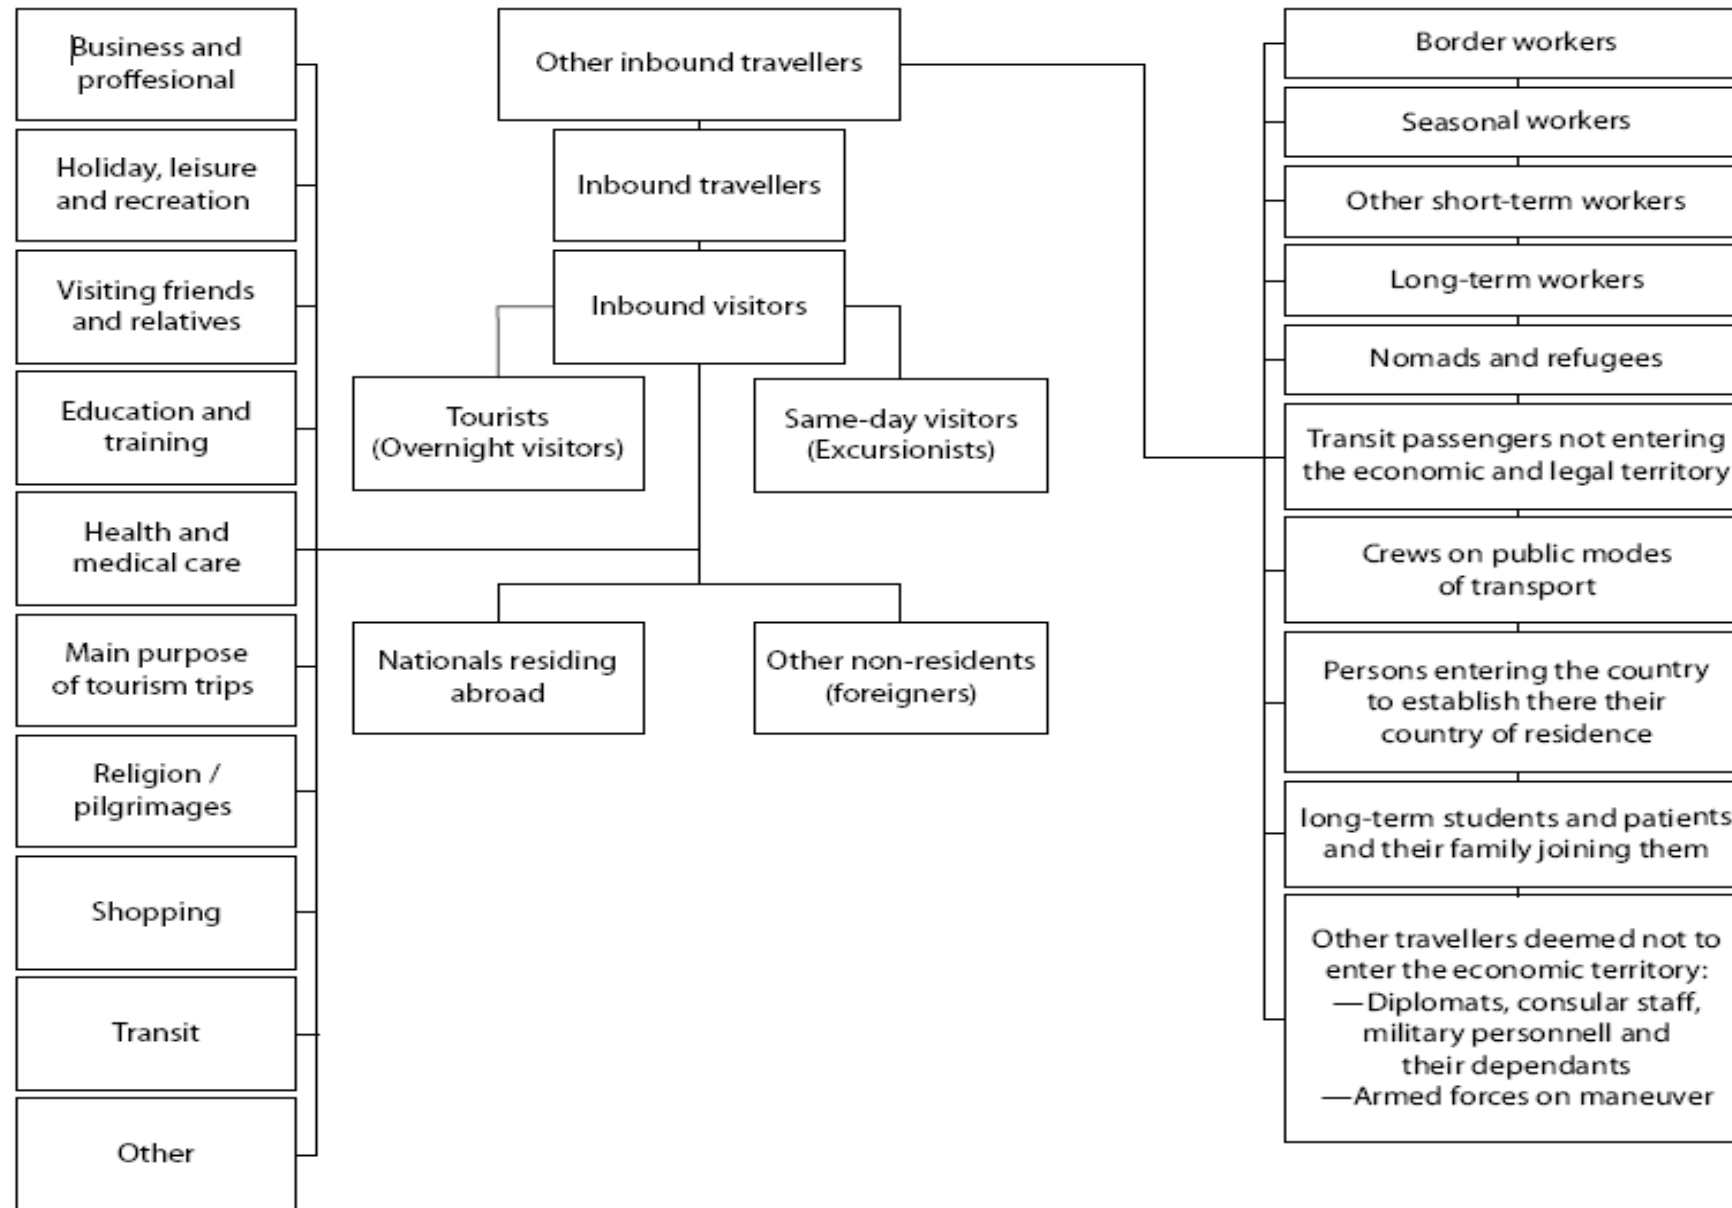 Business and
proffesional
Holiday, leisure
and recreation
Visiting friends
and relatives
Education and
training
Health and
medical care
Main purpose
of tourism trips
Religion /
pilgrimages
Shopping
Transit
Other
Other inbound travellers
Inbound travellers
Inbound visitors
Tourists
(Overnight visitors)
Same-day visitors
(Excursionists)
Nationals residing
abroad
Other non-residents
(foreigners)
Border workers
Seasonal workers
Other short-term workers
Long-term workers
Nomads and refugees
Transit passengers not entering
the economic and legal territory
Crews on public modes
of transport
Persons entering the country
to establish there their
country of residence
long-term students and patients
and their family joining them
Other travellers deemed not to
enter the economic territory:
—Diplomats, consular staff,
military personnell and
their dependants
—Armed forces on maneuver